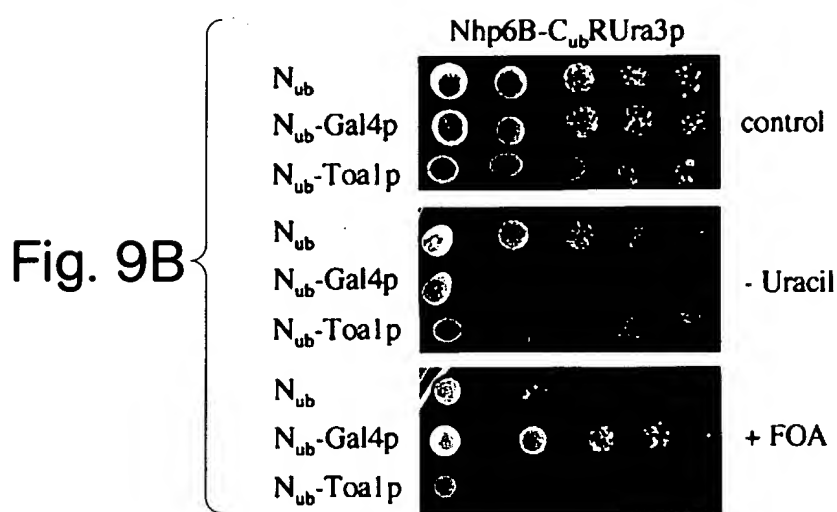 Nhp6B-CubRUra3p
Nub
Nub-Gal4p
Nub-Toa1p
control
Nub
Nub-Gal4p
Nub-Toa1p
- Uracil
Nub
Nub-Gal4p
Nub-Toa1p
+ FOA
Fig. 9B